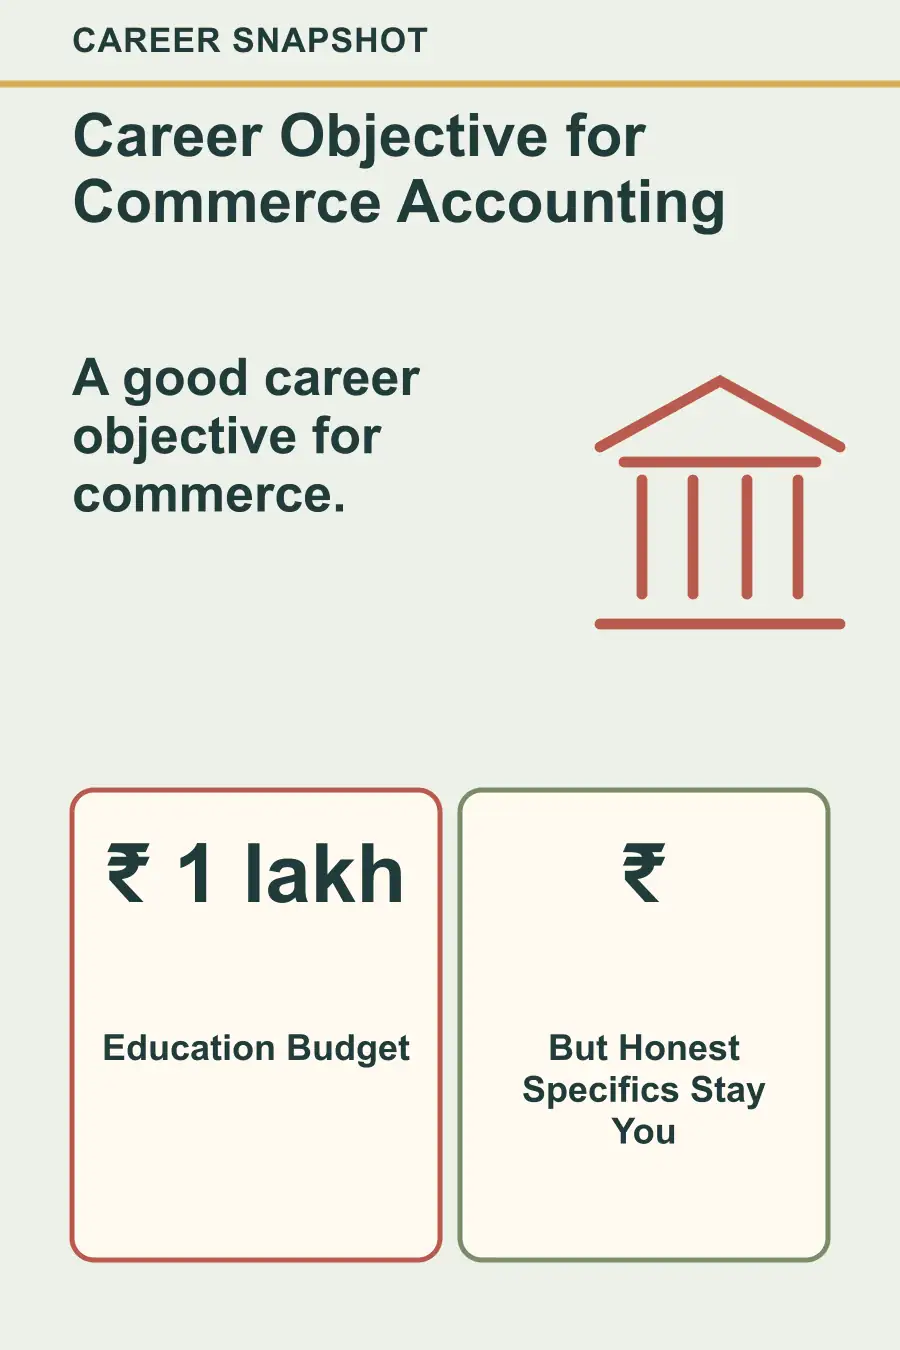 CAREER SNAPSHOT
Career Objective for
Commerce Accounting
A good career
objective for
commerce.
₹ 1 lakh
Education Budget
₹
But Honest
Specifics Stay
You